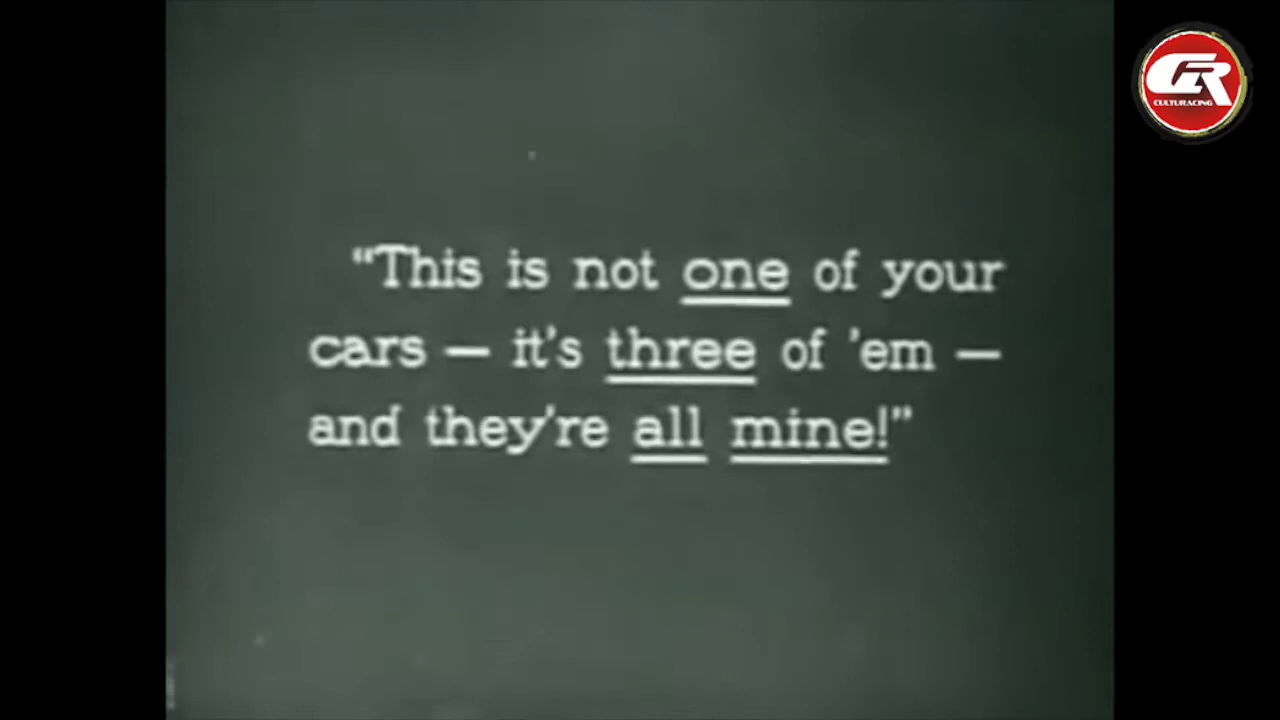 “This is not one of your
cars — it's three of 'em —
and they're all mine!”
CR
CULTURACING